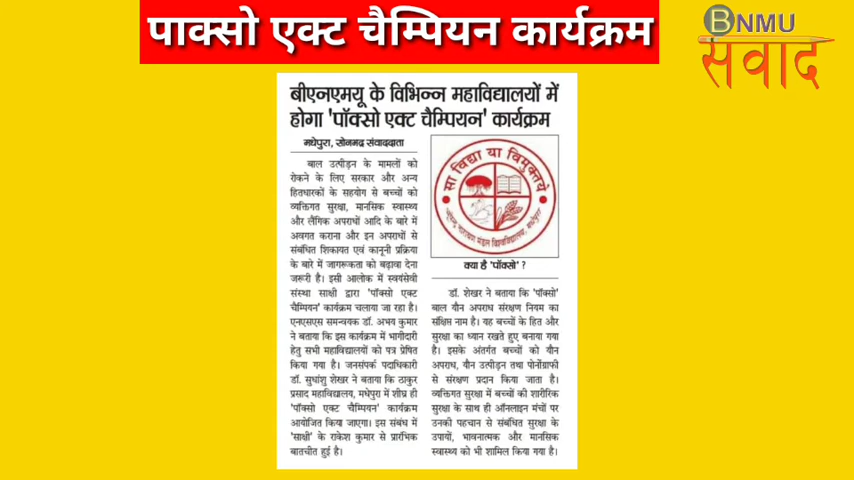 पाक्सो एक्ट चैम्पियन कार्यक्रम
BNMU
संवाद
बीएनएमयू के विभिन्न महाविद्यालयों में
होगा 'पॉक्सो एक्ट चैम्पियन' कार्यक्रम
मधेपुरा, सोनभद्र संवाददाता
बाल उत्पीड़न के मामलों को
रोकने के लिए सरकार और अन्य
हितधारकों के सहयोग से बच्चों को
व्यक्तिगत सुरक्षा, मानसिक स्वास्थ्य
और लैंगिक अपराधों आदि के बारे में
अवगत कराना और इन अपराधों से
संबंधित शिकायत एवं कानूनी प्रक्रिया
के बारे में जागरूकता को बढ़ावा देना
जरूरी है। इसी आलोक में स्वयंसेवी
संस्था साक्षी द्वारा 'पॉक्सो एक्ट
चैम्पियन' कार्यक्रम चलाया जा रहा है।
एनएसएस समन्वयक डॉ. अभय कुमार
ने बताया कि इस कार्यक्रम में भागीदारी
हेतु सभी महाविद्यालयों को पत्र प्रेषित
किया गया है। जनसंपर्क पदाधिकारी
डॉ. सुधांशु शेखर ने बताया कि ठाकुर
प्रसाद महाविद्यालय, मधेपुरा में शीघ्र ही
'पाक्सो एक्ट चैम्पियन' कार्यक्रम
आयोजित किया जाएगा। इस संबंध में
'साक्षी' के राकेश कुमार से प्रारंभिक
बातचीत हुई है।
सा विद्या या विमुक्तये
भूपेन्द्र नारायण मंडल विश्वविद्यालय, मधेपुरा
क्या है 'पॉक्सो' ?
डॉ. शेखर ने बताया कि 'पॉक्सो'
बाल यौन अपराध संरक्षण नियम का
संक्षिप्त नाम है। यह बच्चों के हित और
सुरक्षा का ध्यान रखते हुए बनाया गया
है। इसके अंतर्गत बच्चों को यौन
अपराध, यौन उत्पीड़न तथा पोर्नोग्राफी
से संरक्षण प्रदान किया जाता है।
व्यक्तिगत सुरक्षा में बच्चों की शारीरिक
सुरक्षा के साथ ही ऑनलाइन मंचों पर
उनकी पहचान से संबंधित सुरक्षा के
उपायों, भावनात्मक और मानसिक
स्वास्थ्य को भी शामिल किया गया है।